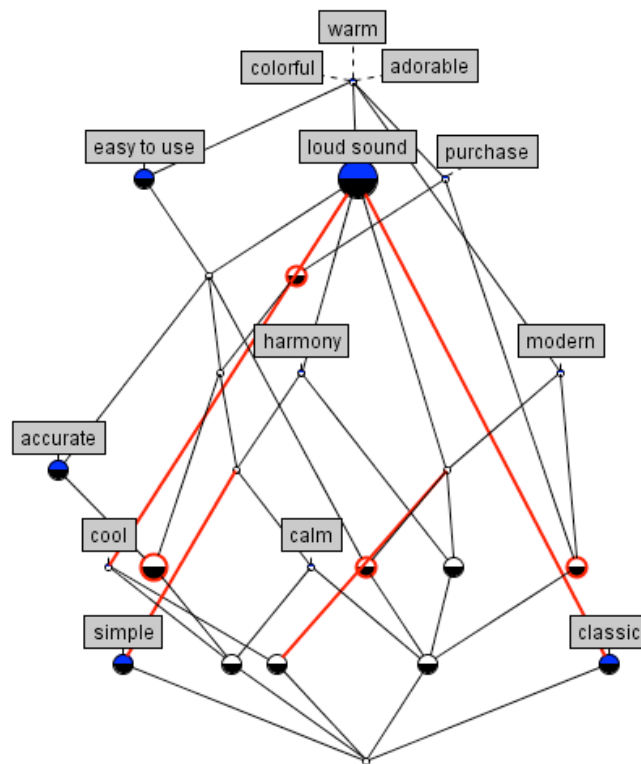 warm
colorful
adorable
easy to use
loud sound
purchase
harmony
modern
accurate
cool
calm
simple
classic